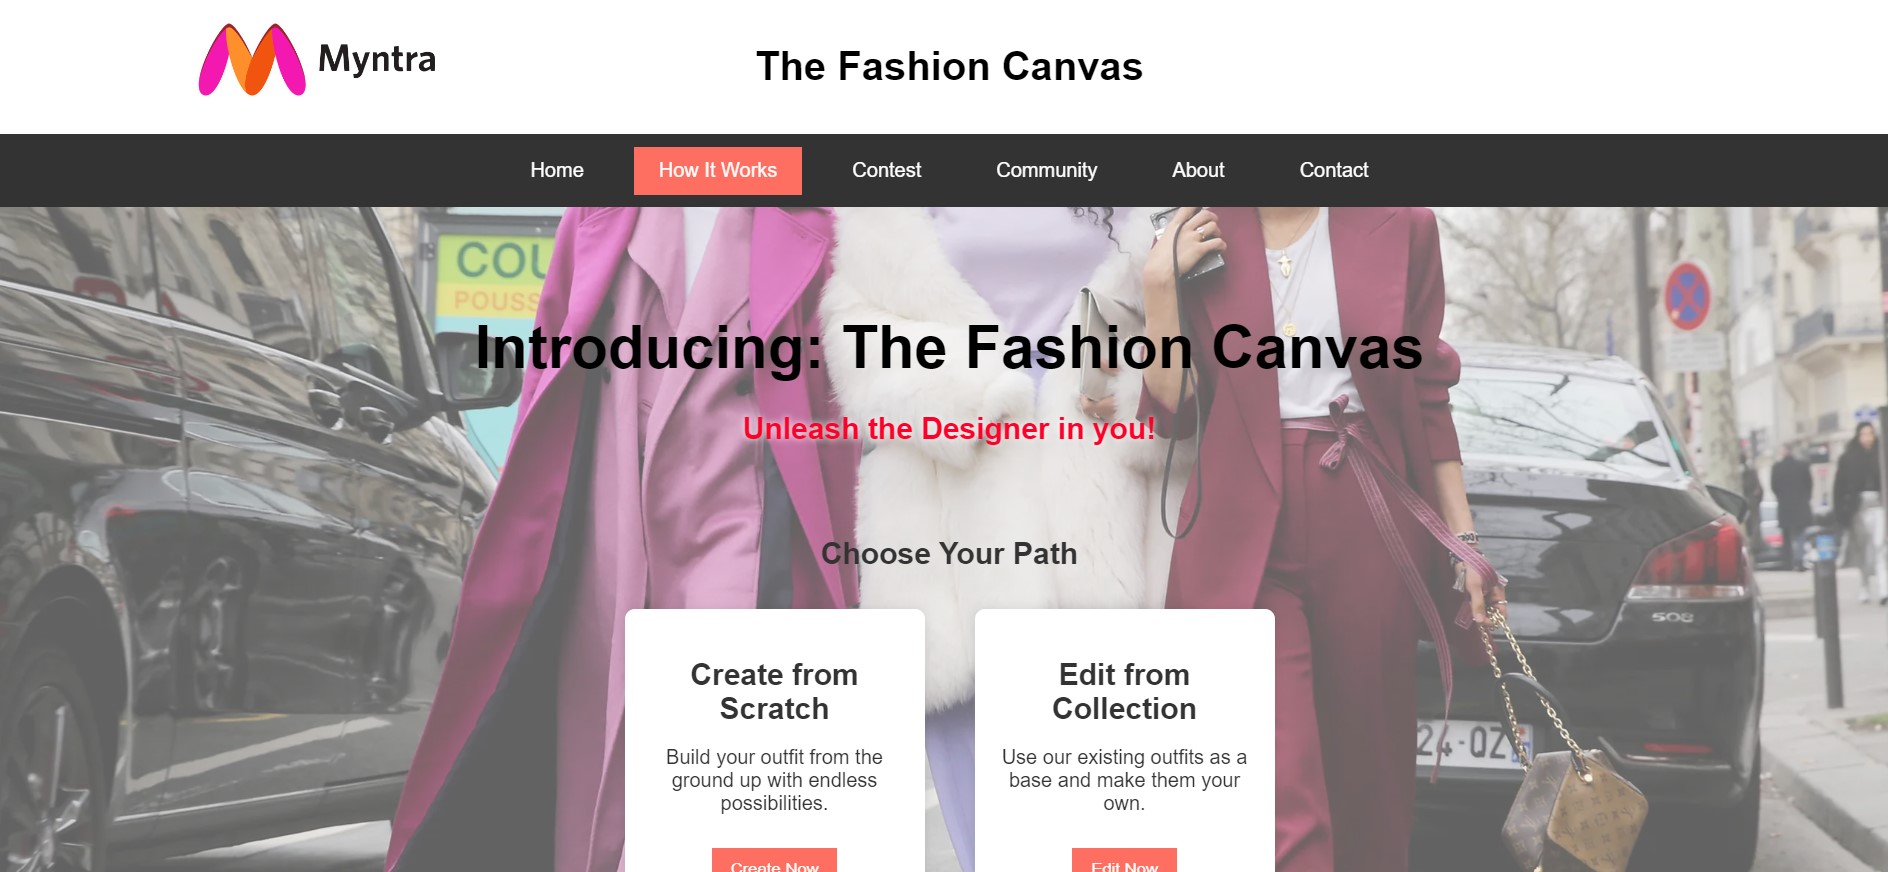 Myntra
The Fashion Canvas
Home
How It Works
Contest
Community
About
Contact
COU
POUSS
Introducing: The Fashion Canvas
Unleash the Designer in you!
Choose Your Path
Create from
Scratch
Build your outfit from the
ground up with endless
possibilities.
Create Now
Edit from
Collection
Use our existing outfits as a
base and make them your
own.
Edit Now
508
24-QZ